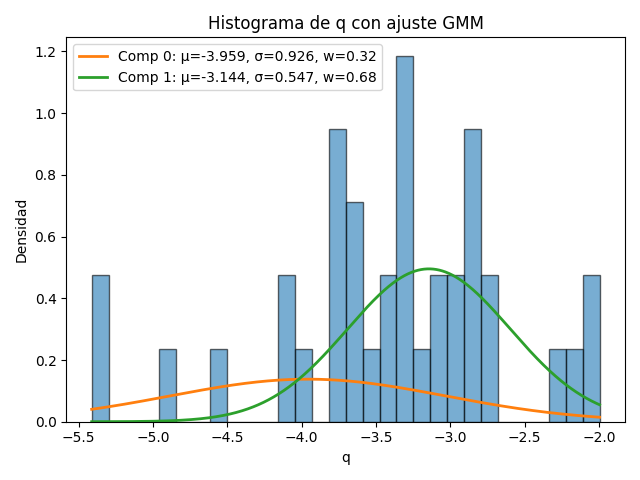 Histograma de q con ajuste GMM
Comp 0: μ=-3.959, σ=0.926, w=0.32
Comp 1: μ=-3.144, σ=0.547, w=0.68
Densidad
1.2
1.0
0.8
0.6
0.4
0.2
0.0
−5.5 −5.0 −4.5 −4.0 −3.5 −3.0 −2.5 −2.0
q